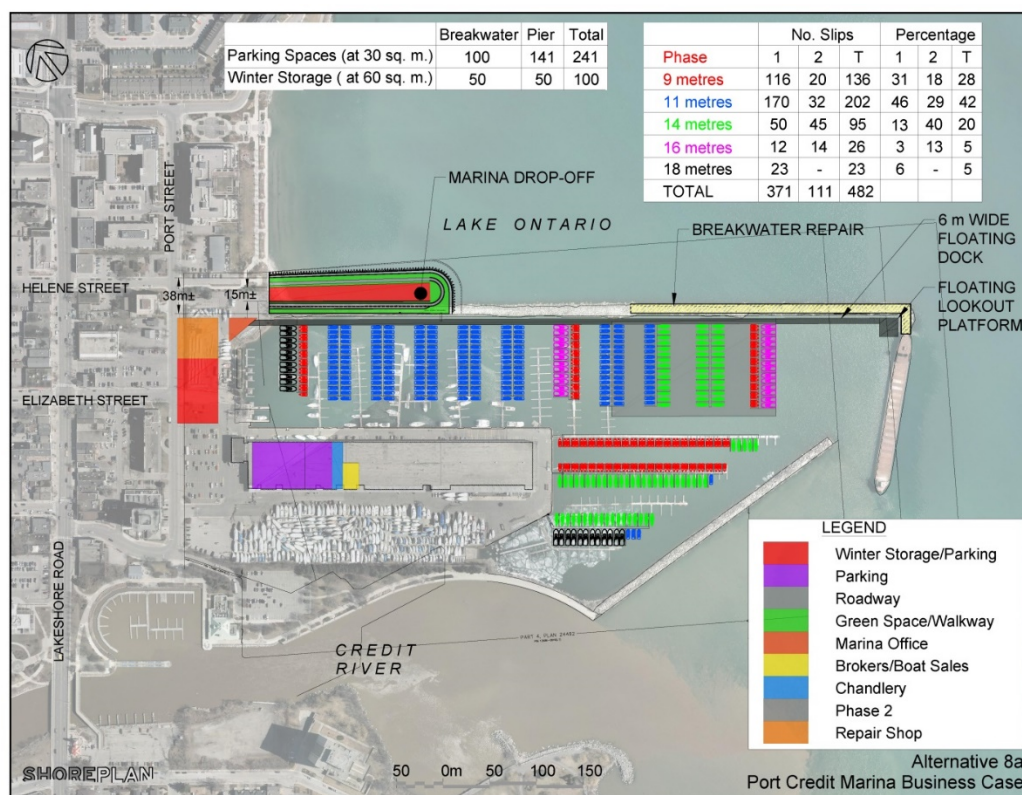 Breakwater Pier Total
Parking Spaces (at 30 sq. m.) 100 141 241
Winter Storage ( at 60 sq. m.) 50 50 100
No. Slips Percentage
Phase 1 2 T 1 2 T
9 metres 116 20 136 31 18 28
11 metres 170 32 202 46 29 42
14 metres 50 45 95 13 40 20
16 metres 12 14 26 3 13 5
18 metres 23 - 23 6 - 5
TOTAL 371 111 482
PORT STREET
MARINA DROP-OFF
LAKE ONTARIO
BREAKWATER REPAIR
6 m WIDE
FLOATING
DOCK
HELENE STREET
38m±
15m±
FLOATING
LOOKOUT
PLATFORM
ELIZABETH STREET
LAKESHORE ROAD
CREDIT
RIVER
LEGEND
Winter Storage/Parking
Parking
Roadway
Green Space/Walkway
Marina Office
Brokers/Boat Sales
Chandlery
Phase 2
Repair Shop
SHOREPLAN
50 0m 50 100 150
Alternative 8a
Port Credit Marina Business Case